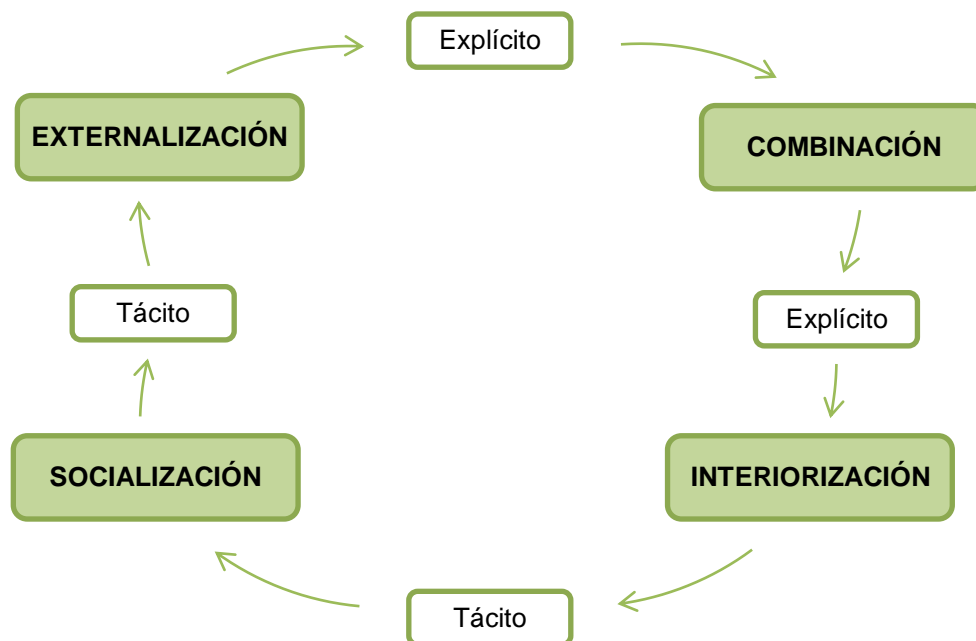 Explícito
EXTERNALIZACIÓN
COMBINACIÓN
Tácito
Explícito
SOCIALIZACIÓN
INTERIORIZACIÓN
Tácito